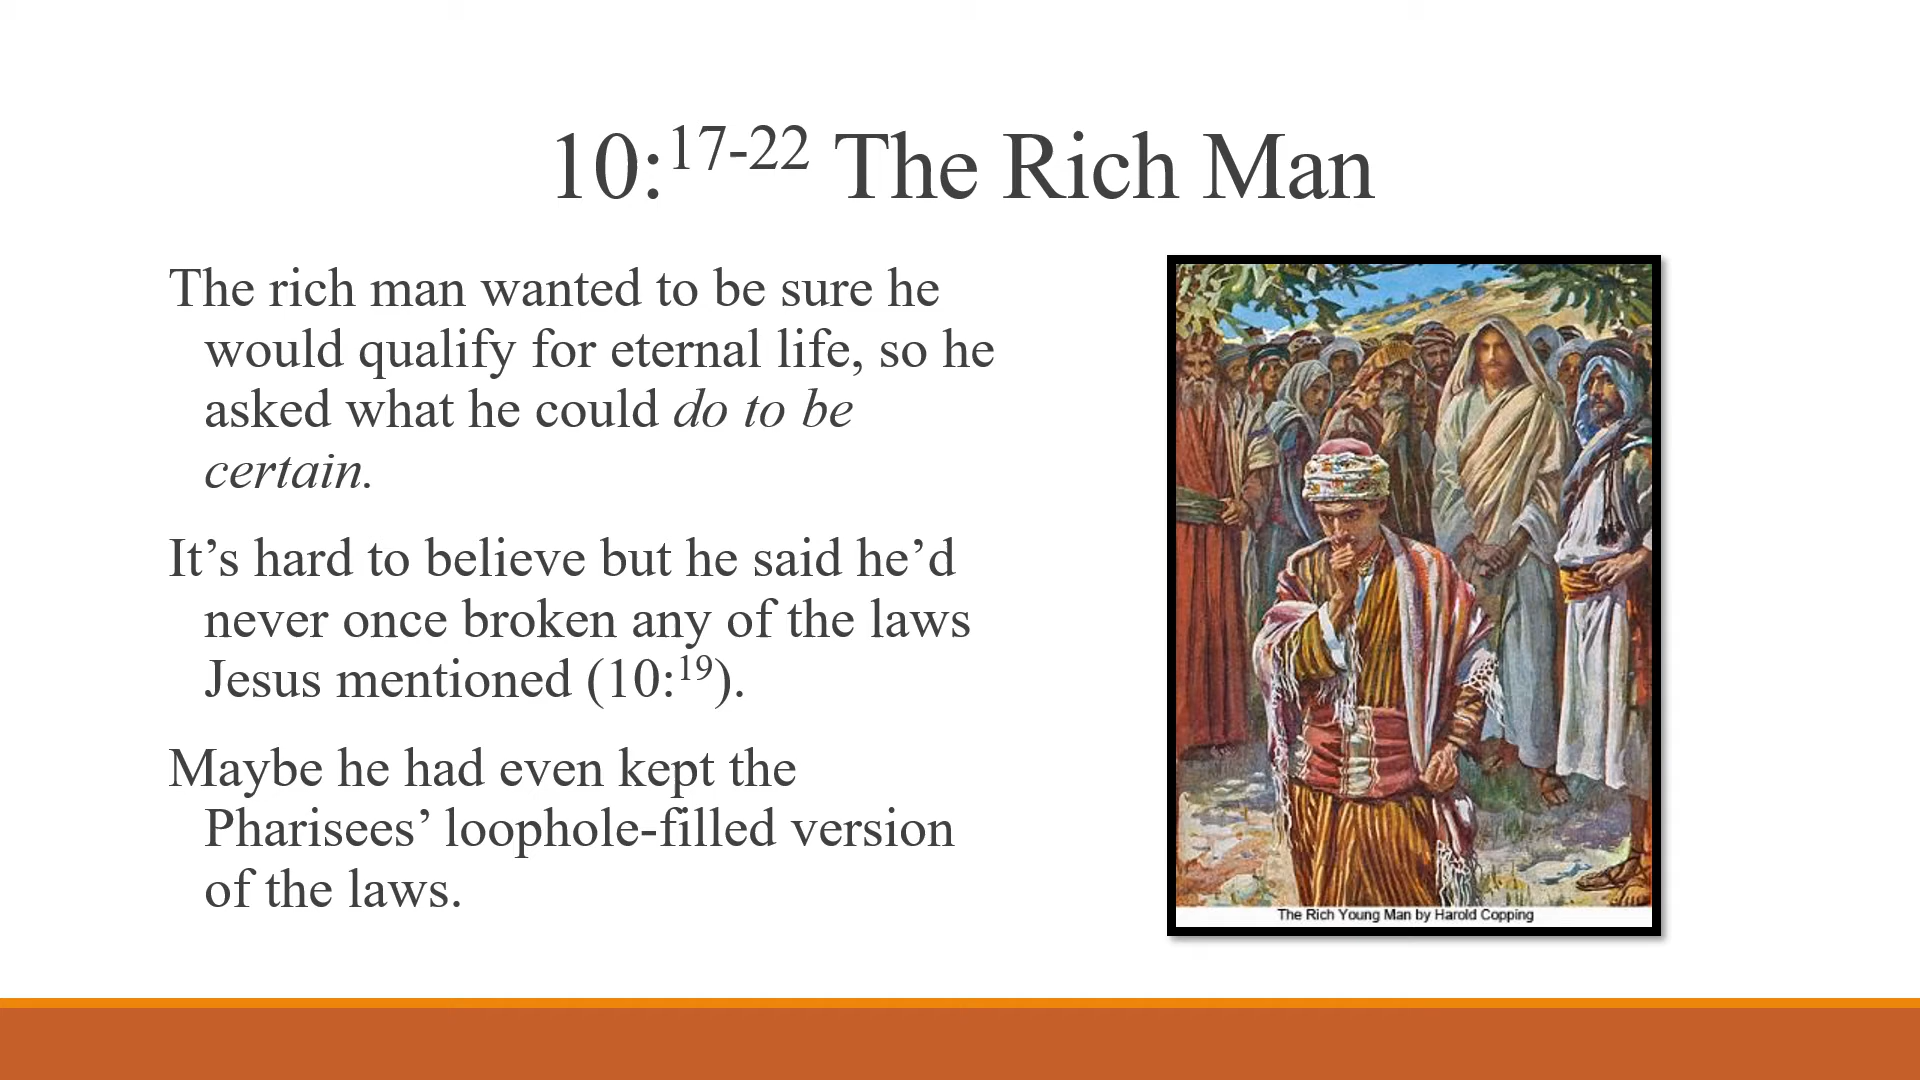 10:17-22 The Rich Man
The rich man wanted to be sure he
would qualify for eternal life, so he
asked what he could do to be
certain.
It’s hard to believe but he said he’d
never once broken any of the laws
Jesus mentioned (10:19).
Maybe he had even kept the
Pharisees’ loophole-filled version
of the laws.
The Rich Young Man by Harold Copping